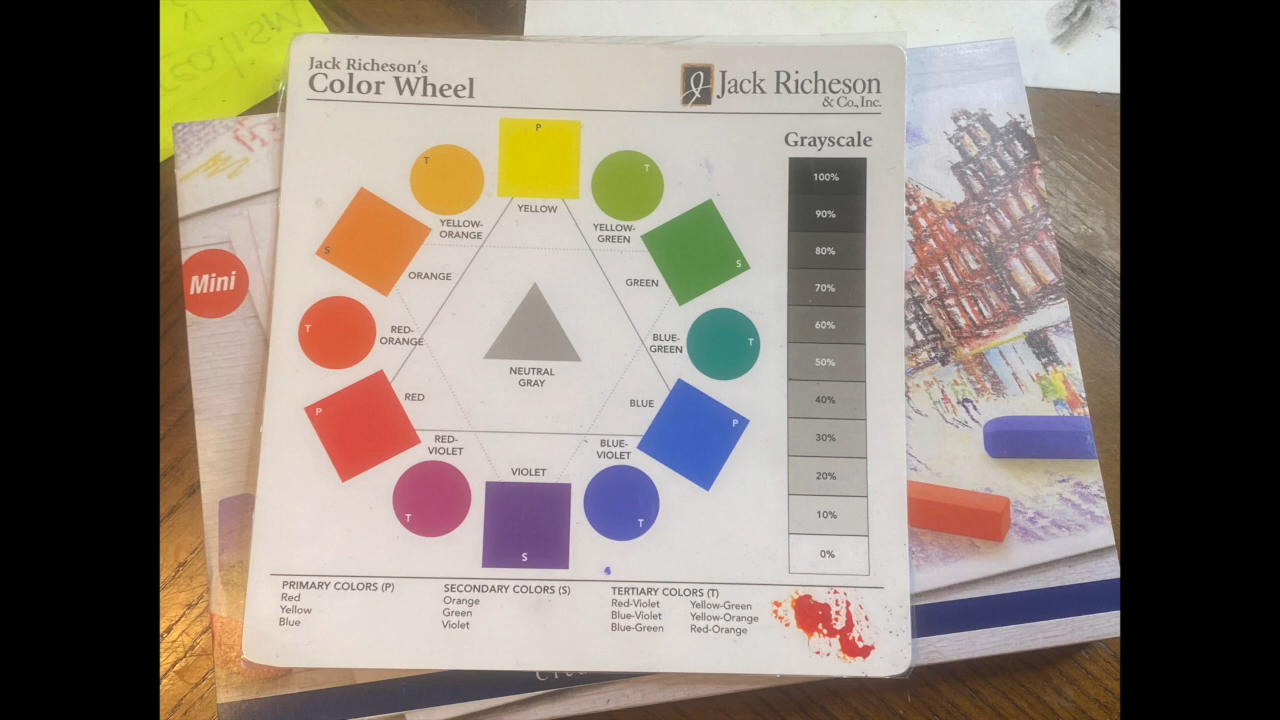 Jack Richeson's
Color Wheel
Jack Richeson
& Co., Inc.
Grayscale
P
YELLOW
T
YELLOW-
GREEN
S
GREEN
T
BLUE-
GREEN
P
BLUE
T
BLUE-
VIOLET
S
VIOLET
T
RED-
VIOLET
P
RED
T
RED-
ORANGE
S
ORANGE
T
YELLOW-
ORANGE
NEUTRAL
GRAY
100%
90%
80%
70%
60%
50%
40%
30%
20%
10%
0%
PRIMARY COLORS (P)
Red
Yellow
Blue
SECONDARY COLORS (S)
Orange
Green
Violet
TERTIARY COLORS (T)
Red-Violet Yellow-Green
Blue-Violet Yellow-Orange
Blue-Green Red-Orange
Mini
realism